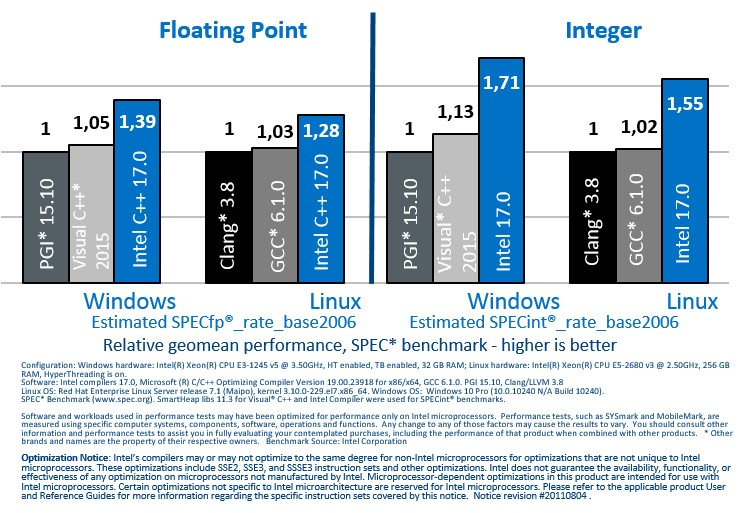 Floating Point
Integer
1
1,05
1,39
1
1,03
1,28
1
1,13
1,71
1
1,02
1,55
PGI* 15.10
Visual C++*
2015
Intel C++ 17.0
Clang* 3.8
GCC* 6.1.0
Intel C++ 17.0
PGI* 15.10
Visual* C++
2015
Intel 17.0
Clang* 3.8
GCC* 6.1.0
Intel 17.0
Windows
Linux
Windows
Linux
Estimated SPECfp®_rate_base2006
Estimated SPECint®_rate_base2006
Relative geomean performance, SPEC* benchmark - higher is better
Configuration: Windows hardware: Intel(R) Xeon(R) CPU E3-1245 v5 @ 3.50GHz, HT enabled, TB enabled, 32 GB RAM; Linux hardware: Intel(R) Xeon(R) CPU E5-2680 v3 @ 2.50GHz, 256 GB
RAM, HyperThreading is on.
Software: Intel compilers 17.0, Microsoft (R) C/C++ Optimizing Compiler Version 19.00.23918 for x86/x64, GCC 6.1.0. PGI 15.10, Clang/LLVM 3.8
Linux OS: Red Hat Enterprise Linux Server release 7.1 (Maipo), kernel 3.10.0-229.el7.x86_64. Windows OS: Windows 10 Pro (10.0.10240 N/A Build 10240).
SPEC* Benchmark (www.spec.org). SmartHeap libs 11.3 for Visual* C++ and Intel Compiler were used for SPECint® benchmarks.
Software and workloads used in performance tests may have been optimized for performance only on Intel microprocessors. Performance tests, such as SYSmark and MobileMark, are
measured using specific computer systems, components, software, operations and functions. Any change to any of those factors may cause the results to vary. You should consult other
information and performance tests to assist you in fully evaluating your contemplated purchases, including the performance of that product when combined with other products. * Other
brands and names are the property of their respective owners. Benchmark Source: Intel Corporation
Optimization Notice: Intel's compilers may or may not optimize to the same degree for non-Intel microprocessors for optimizations that are not unique to Intel
microprocessors. These optimizations include SSE2, SSE3, and SSSE3 instruction sets and other optimizations. Intel does not guarantee the availability, functionality, or
effectiveness of any optimization on microprocessors not manufactured by Intel. Microprocessor-dependent optimizations in this product are intended for use with
Intel microprocessors. Certain optimizations not specific to Intel microarchitecture are reserved for Intel microprocessors. Please refer to the applicable product User
and Reference Guides for more information regarding the specific instruction sets covered by this notice. Notice revision #20110804 .